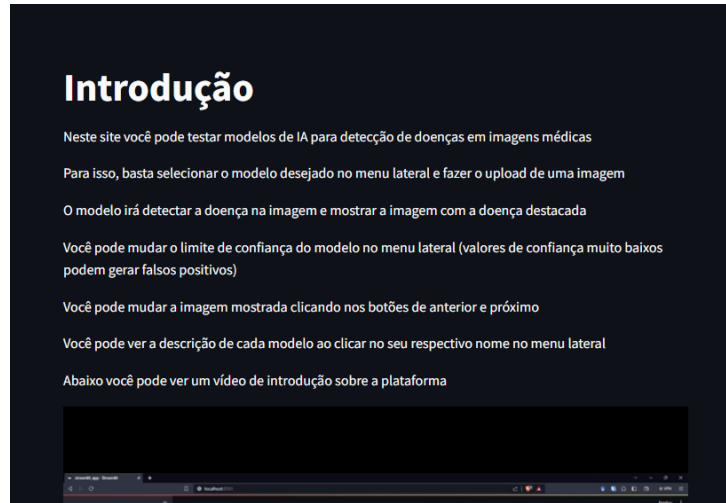 Introdução
Neste site você pode testar modelos de IA para detecção de doenças em imagens médicas
Para isso, basta selecionar o modelo desejado no menu lateral e fazer o upload de uma imagem
O modelo irá detectar a doença na imagem e mostrar a imagem com a doença destacada
Você pode mudar o limite de confiança do modelo no menu lateral (valores de confiança muito baixos
podem gerar falsos positivos)
Você pode mudar a imagem mostrada clicando nos botões de anterior e próximo
Você pode ver a descrição de cada modelo ao clicar no seu respectivo nome no menu lateral
Abaixo você pode ver um vídeo de introdução sobre a plataforma